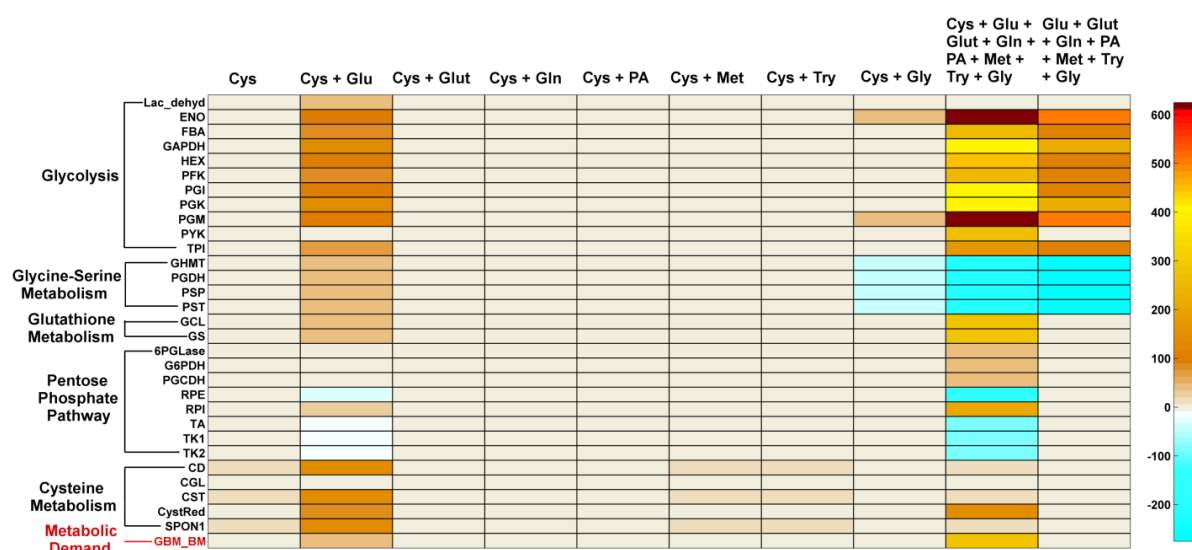 Cys
Cys + Glu
Cys + Glut
Cys + Gln
Cys + PA
Cys + Met
Cys + Try
Cys + Gly
Cys + Glu +
Glut + Gln +
PA + Met +
Try + Gly
Glu + Glut
+ Gln + PA
+ Met + Try
+ Gly
Glycolysis
Lac_dehyd
ENO
FBA
GAPDH
HEX
PFK
PGI
PGK
PGM
PYK
TPI
Glycine-Serine
Metabolism
GHMT
PGDH
PSP
PST
Glutathione
Metabolism
GCL
GS
Pentose
Phosphate
Pathway
6PGLase
G6PDH
PGCDH
RPE
RPI
TA
TK1
TK2
Cysteine
Metabolism
CD
CGL
CST
CystRed
SPON1
Metabolic
Demand
GBM_BM
600
500
400
300
200
100
0
-100
-200